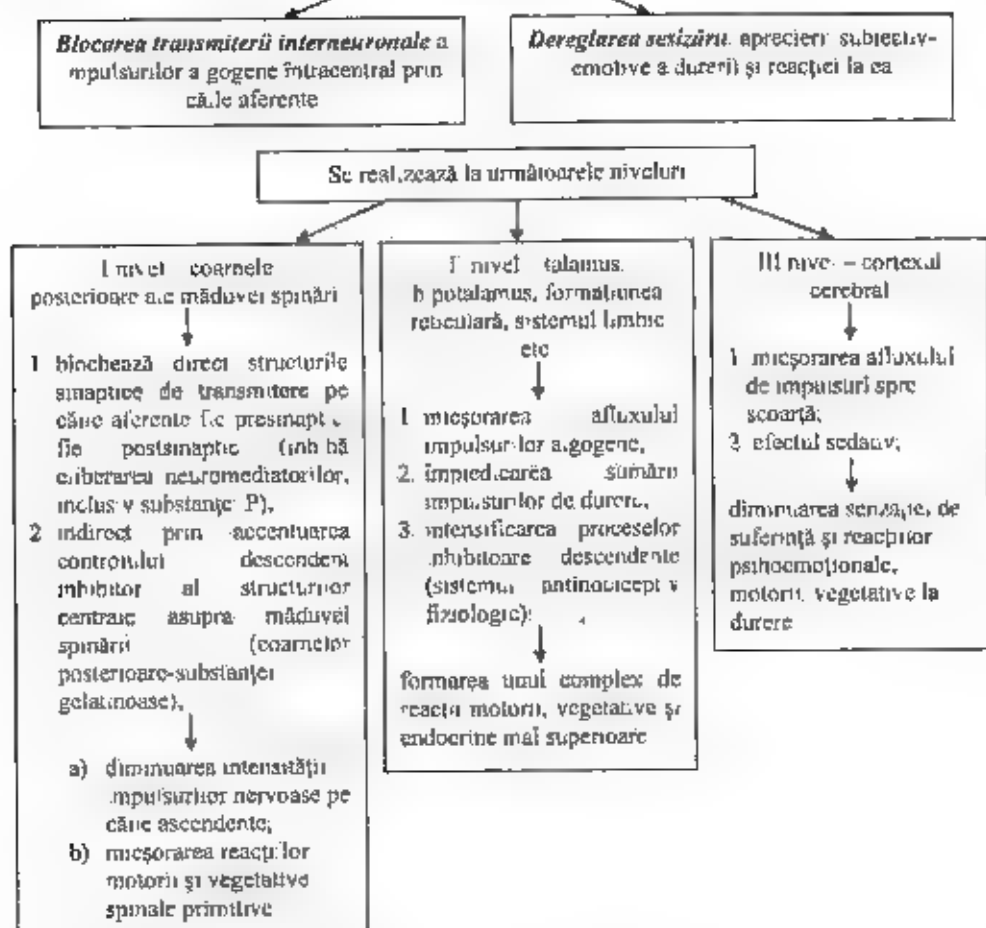 Blocarea transmiterii interneuronale a
mpulsurilor a gogene intracentral prin
căile aferente
Dereglarea sesizării, aprecierii subiectiv-
emotive a durerii și reacției la ea
Se realizează la următoarele niveluri
I nivel coarnele
posterioare ale măduvei spinării
1 blochează direct structurile
sinaptice de transmitere pe
căile aferente fie presinaptic
fie postsinaptic (inhibă
eliberarea neuromediatorilor,
inclusiv substanței P),
2 indirect prin accentuarea
controlului descendent
inhibitor al structurilor
centrale asupra măduvei
spinării (coarnelor
posterioare-substanței
gelatinoase),
a) diminuarea intensității
impulsurilor nervoase pe
căile ascendente;
b) micșorarea reacțiilor
motorii și vegetative
spinale primitive
II nivel talamus,
hipotalamus, formațiunea
reticulară, sistemul limbic
etc
1 micșorarea afluxului
impulsurilor algogene,
2. împiedicarea sumării
impulsurilor de durere,
3. intensificarea proceselor
inhibitoare descendente
(sistemul antinociceptiv
fiziologic);
formarea unui complex de
reacții motorii, vegetative și
endocrine mai superioare
III nivel – cortexul
cerebral
1 micșorarea afluxului
de impulsuri spre
scoarță;
2 efectul sedativ;
diminuarea senzației de
suferință și reacțiilor
psihoemoționale,
motorii, vegetative la
durere